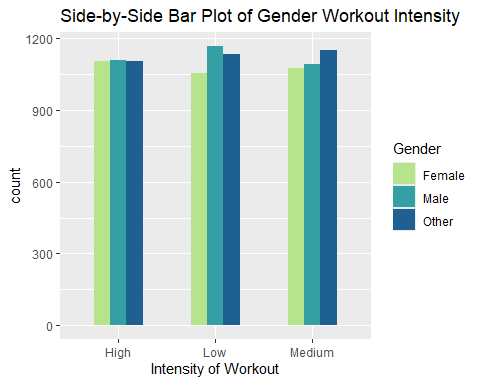 Side-by-Side Bar Plot of Gender Workout Intensity
1200
900
600
300
0
count
High Low Medium
Intensity of Workout
Gender
Female
Male
Other